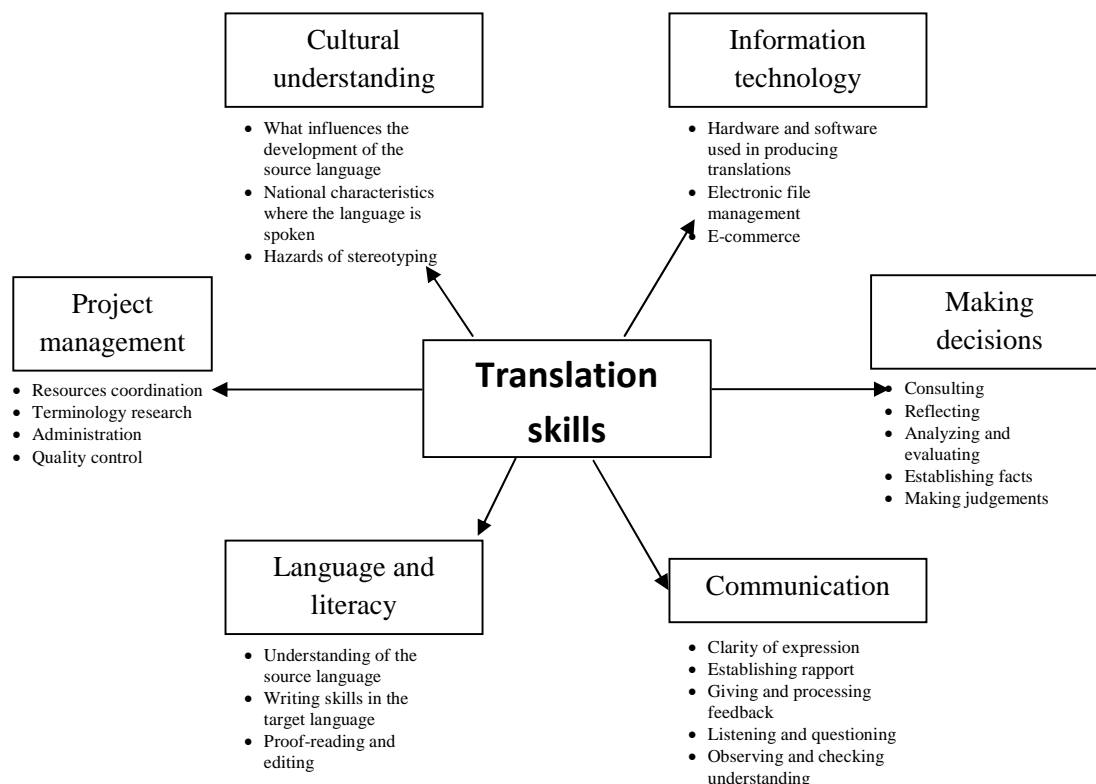 Cultural
understanding
• What influences the
development of the
source language
• National characteristics
where the language is
spoken
• Hazards of stereotyping
Information
technology
• Hardware and software
used in producing
translations
• Electronic file
management
• E-commerce
Project
management
• Resources coordination
• Terminology research
• Administration
• Quality control
Translation
skills
Making
decisions
• Consulting
• Reflecting
• Analyzing and
evaluating
• Establishing facts
• Making judgements
Language and
literacy
• Understanding of the
source language
• Writing skills in the
target language
• Proof-reading and
editing
Communication
• Clarity of expression
• Establishing rapport
• Giving and processing
feedback
• Listening and questioning
• Observing and checking
understanding